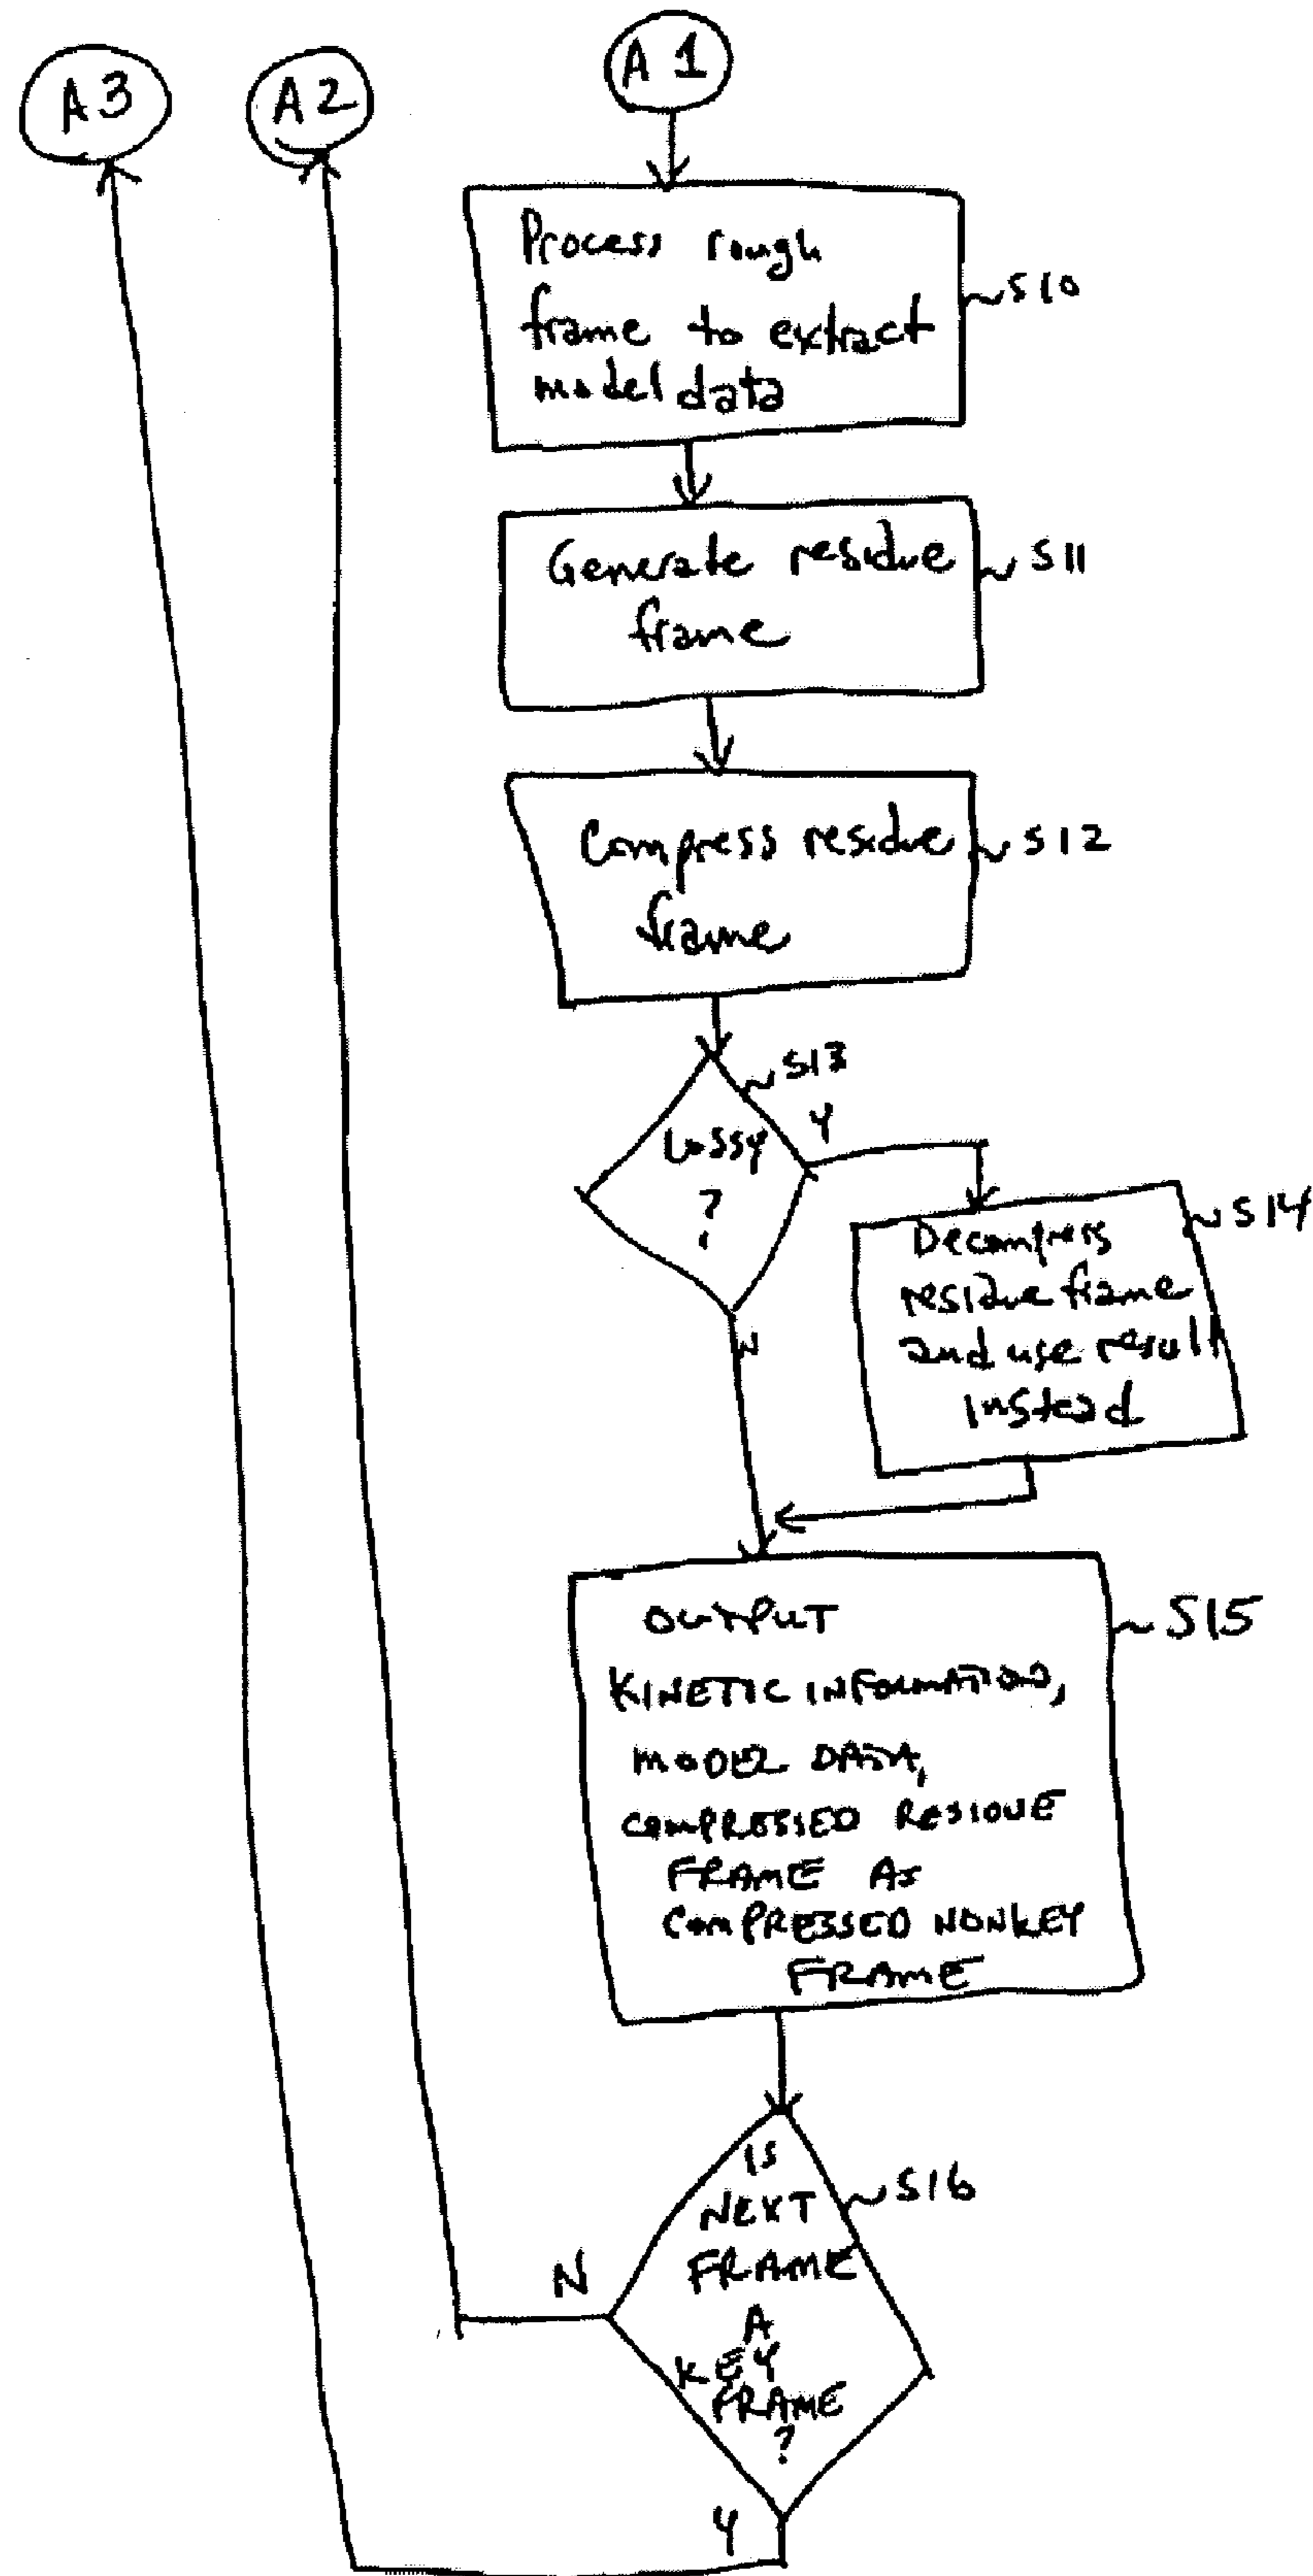 A3
A2
A1
Process rough
frame to extract
model data
S10
Generate residue
frame
S11
Compress residue
frame
S12
S13
Lossy
?
Y
N
Decompress
residue frame
and use result
instead
S14
OUTPUT
KINETIC INFORMATION,
MODEL DATA,
COMPRESSED RESIDUE
FRAME AS
COMPRESSED NONKEY
FRAME
S15
IS
NEXT
FRAME
A
KEY
FRAME
?
S16
N
Y